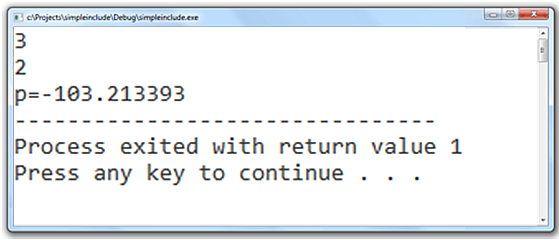 c:\Projects\simpleinclude\Debug\simpleinclude.exe
3
2
p=-103.213393
--------------------------------
Process exited with return value 1
Press any key to continue . . .